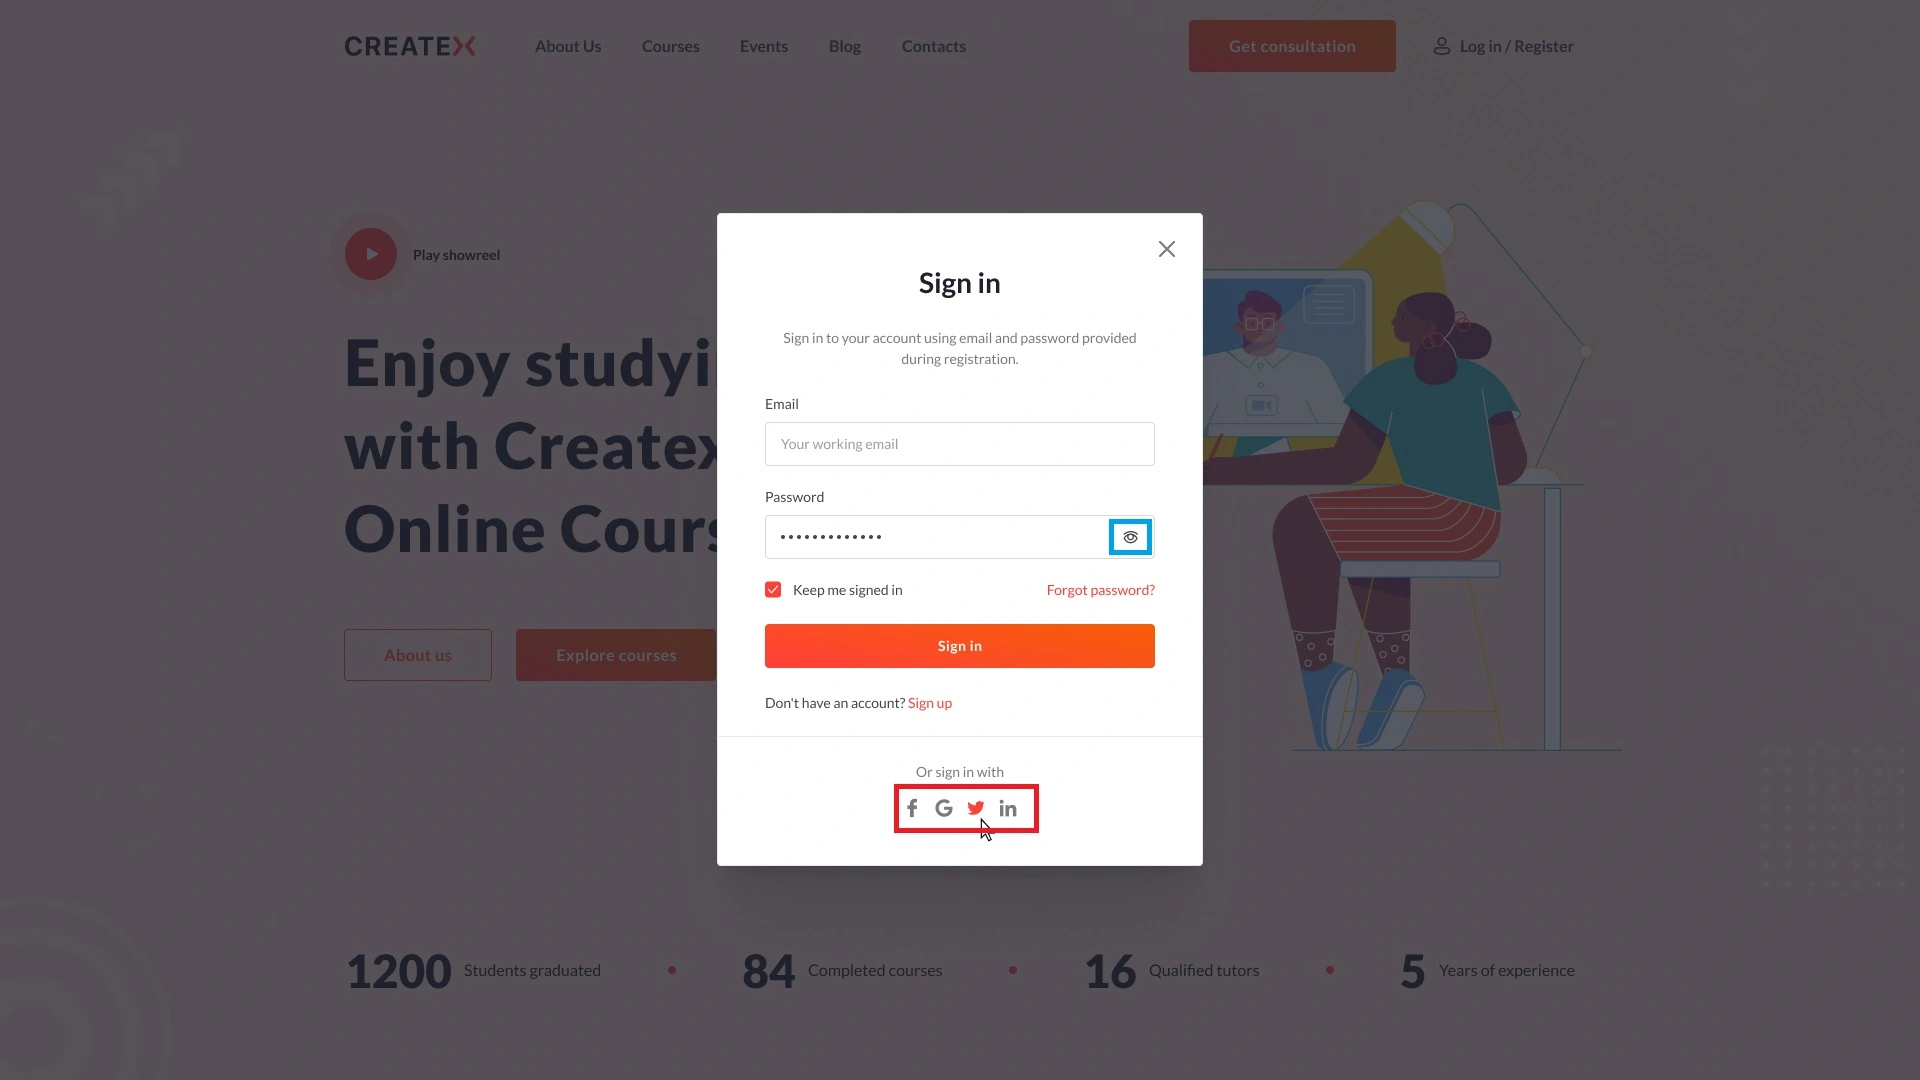 CREATEX
About Us
Courses
Events
Blog
Contacts
Get consultation
Log in / Register
Play showreel
Enjoy studyi
with Createx
Online Cours
About us
Explore courses
Sign in
Sign in to your account using email and password provided
during registration.
Email
Your working email
Password
Keep me signed in
Forgot password?
Sign in
Don't have an account? Sign up
Or sign in with
1200 Students graduated
84 Completed courses
16 Qualified tutors
5 Years of experience